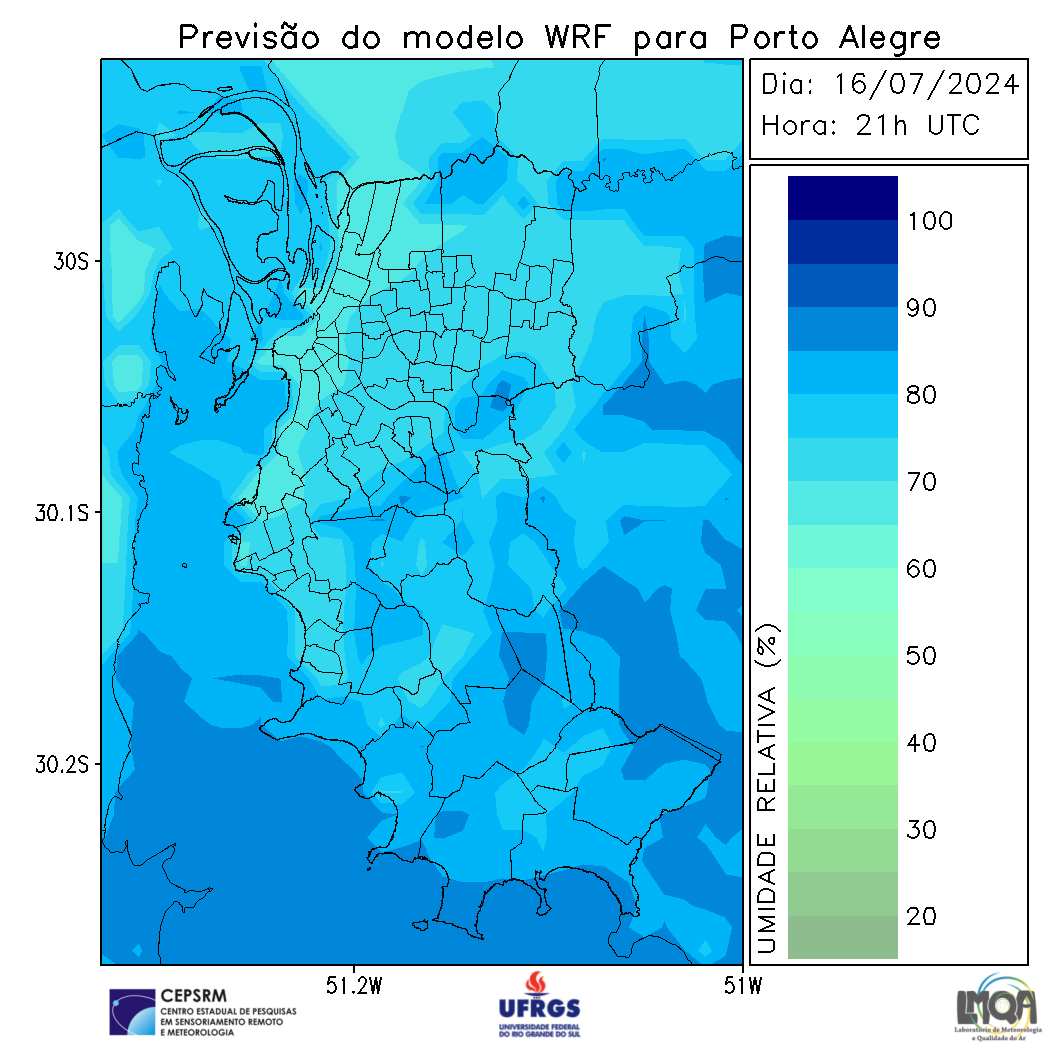 Previsão do modelo WRF para Porto Alegre
Dia: 16/07/2024
Hora: 21h UTC
100
90
80
70
60
50
40
30
20
UMIDADE RELATIVA (%)
30S
30.1S
30.2S
51.2W
51W
CEPSRM
CENTRO ESTADUAL DE PESQUISAS
EM SENSORIAMENTO REMOTO
E METEOROLOGIA
UFRGS
UNIVERSIDADE FEDERAL
DO RIO GRANDE DO SUL
LMQA
Laboratório de Meteorologia
e Qualidade do Ar